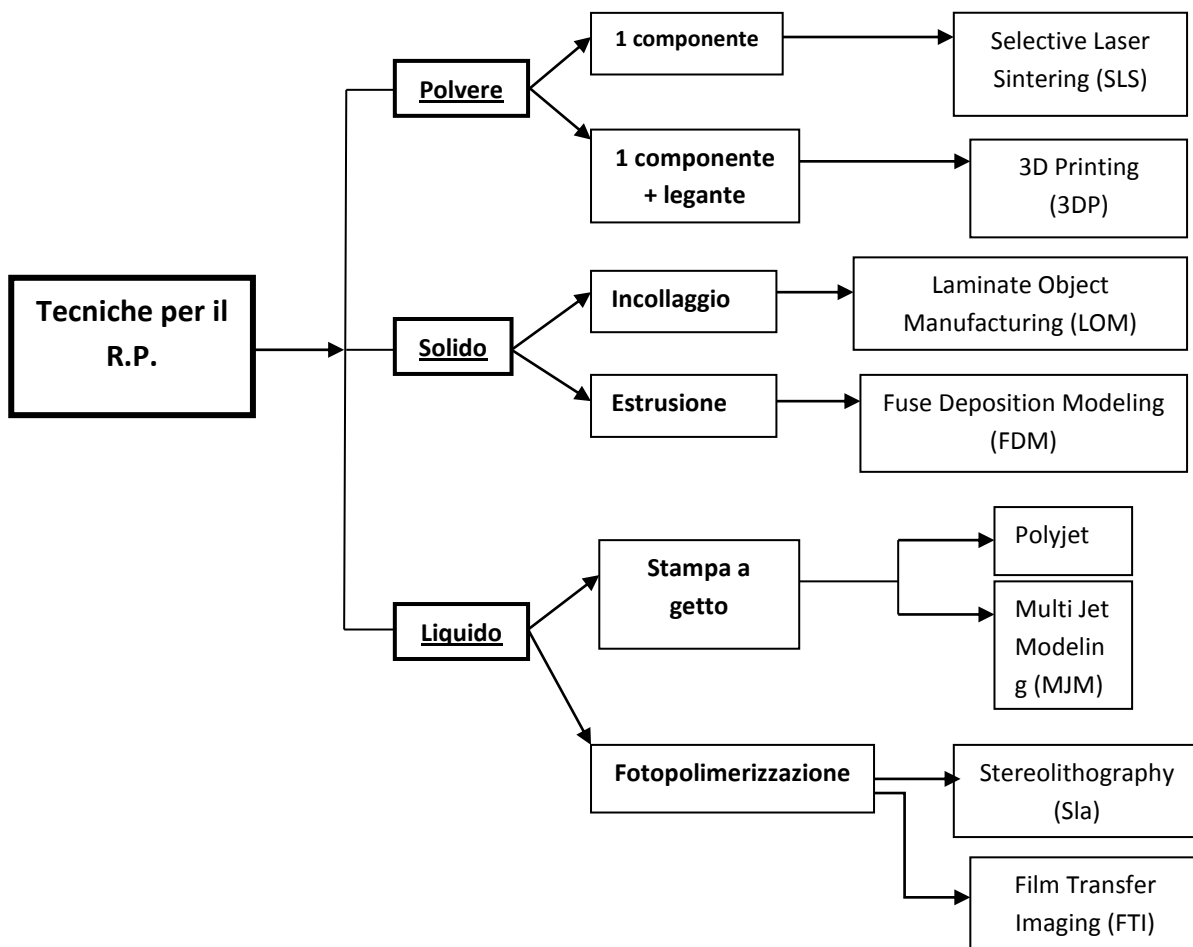 1 componente
Selective Laser
Sintering (SLS)
Polvere
1 componente
+ legante
3D Printing
(3DP)
Tecniche per il
R.P.
Incollaggio
Laminate Object
Manufacturing (LOM)
Solido
Estrusione
Fuse Deposition Modeling
(FDM)
Stampa a
getto
Polyjet
Multi Jet
Modelin
g (MJM)
Liquido
Fotopolimerizzazione
Stereolithography
(Sla)
Film Transfer
Imaging (FTI)